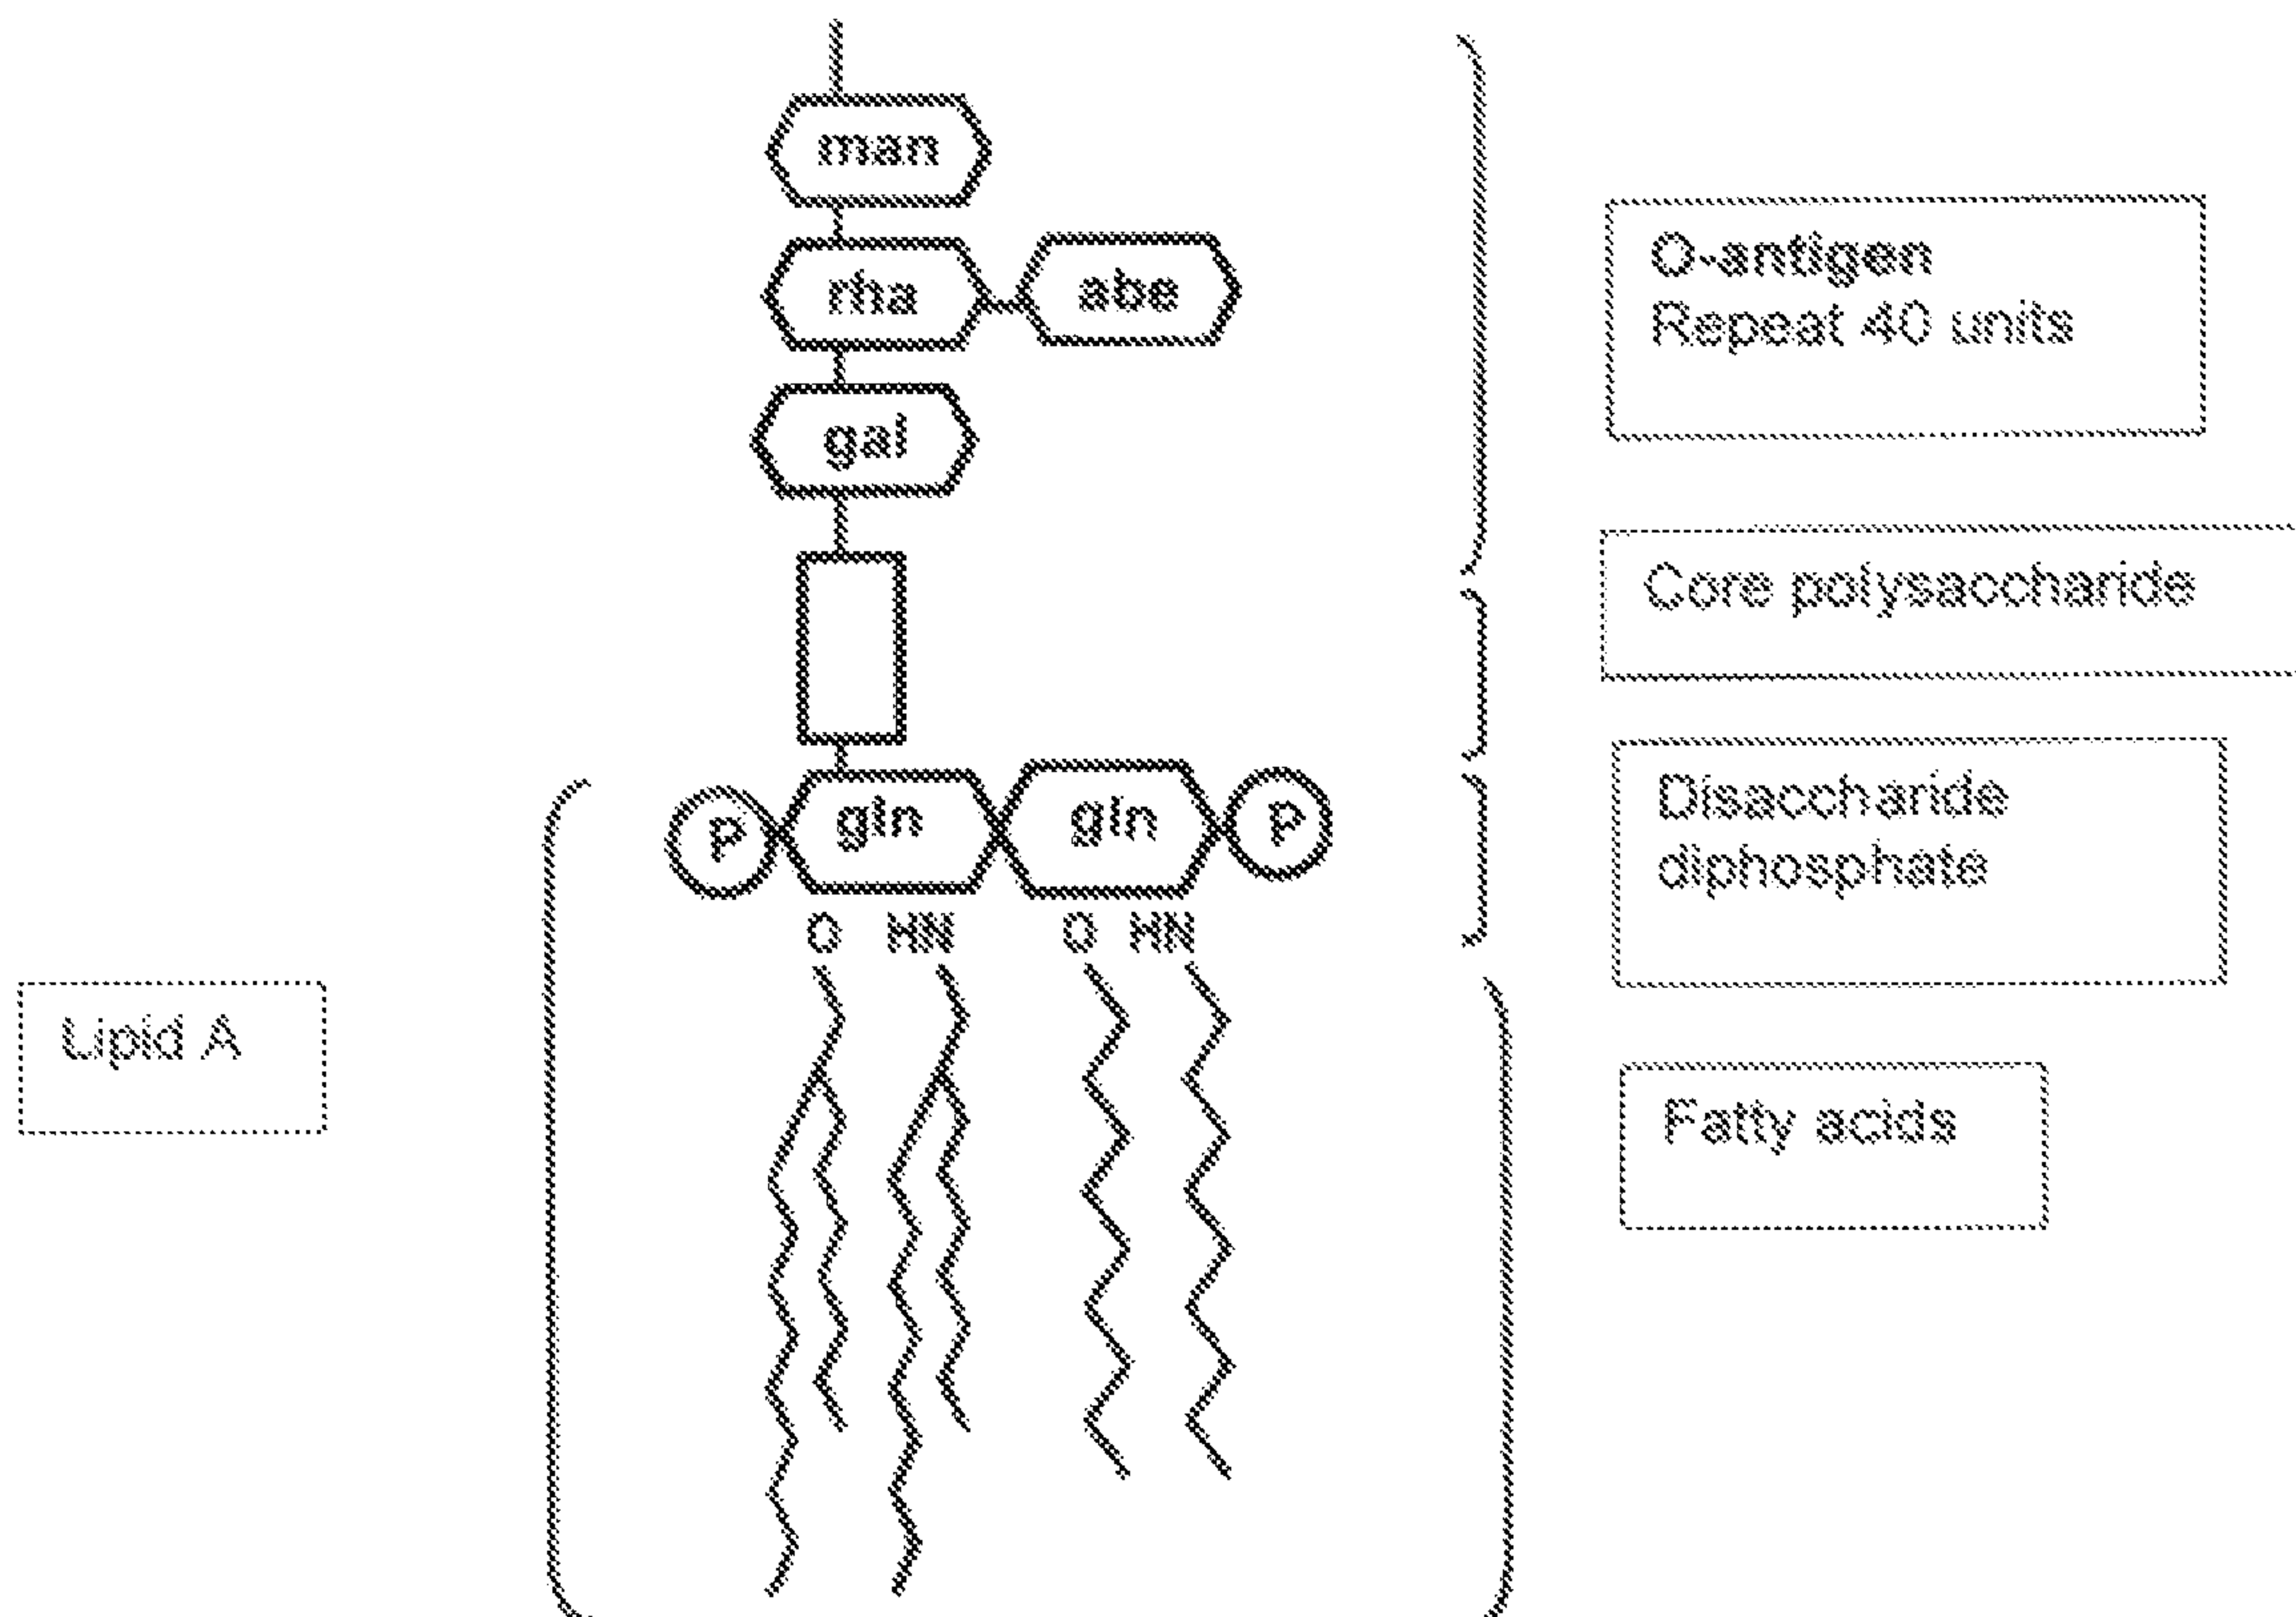 man
rha
abe
gal
O-antigen
Repeat 40 units
Core polysaccharide
P
gln
gln
P
Disaccharide
diphosphate
O HN O HN
Lipid A
Fatty acids